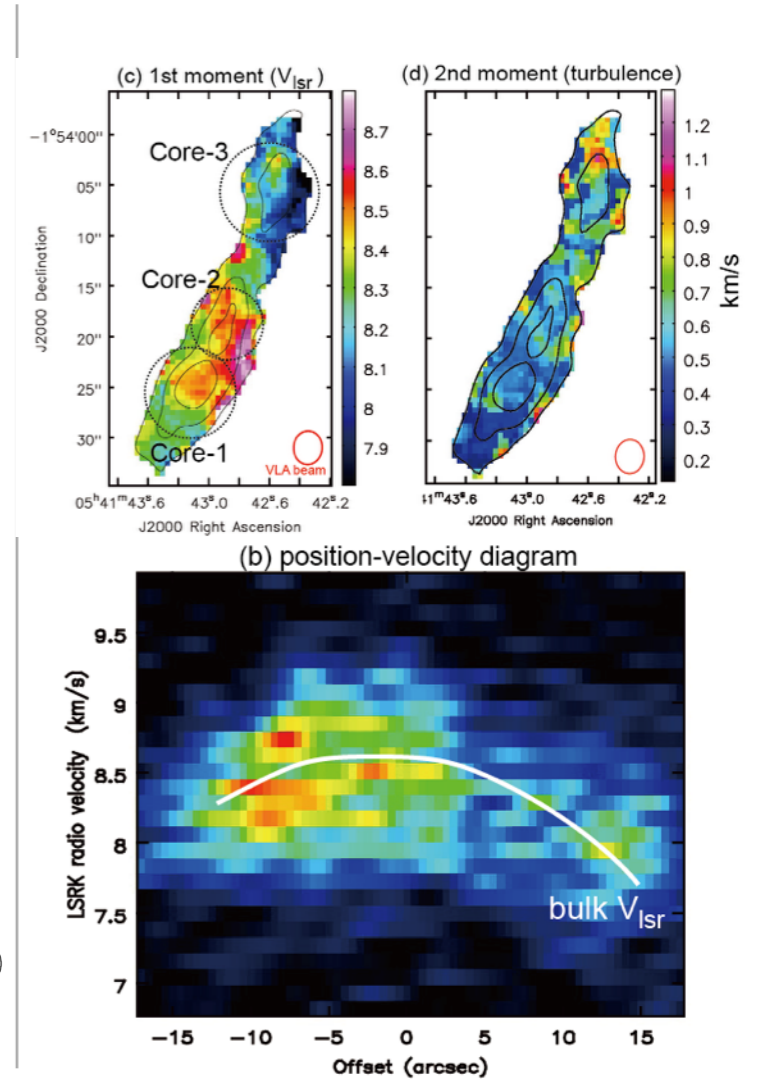 (c) 1st moment (Vlsr)
(d) 2nd moment (turbulence)
Core-3
Core-2
Core-1
VLA beam
−1°54'00"
05"
10"
15"
20"
25"
30"
J2000 Declination
05ʰ41ᵐ43ˢ.6
43ˢ.0
42ˢ.6
42ˢ.2
J2000 Right Ascension
8.7
8.6
8.5
8.4
8.3
8.2
8.1
8
7.9
41ᵐ43ˢ.6
43ˢ.0
42ˢ.6
42ˢ.2
J2000 Right Ascension
1.2
1.1
1
0.9
0.8
0.7
0.6
0.5
0.4
0.3
0.2
km/s
(b) position-velocity diagram
9.5
9
8.5
8
7.5
7
LSRK radio velocity (km/s)
bulk Vlsr
−15
−10
−5
0
5
10
15
Offset (arcsec)
)